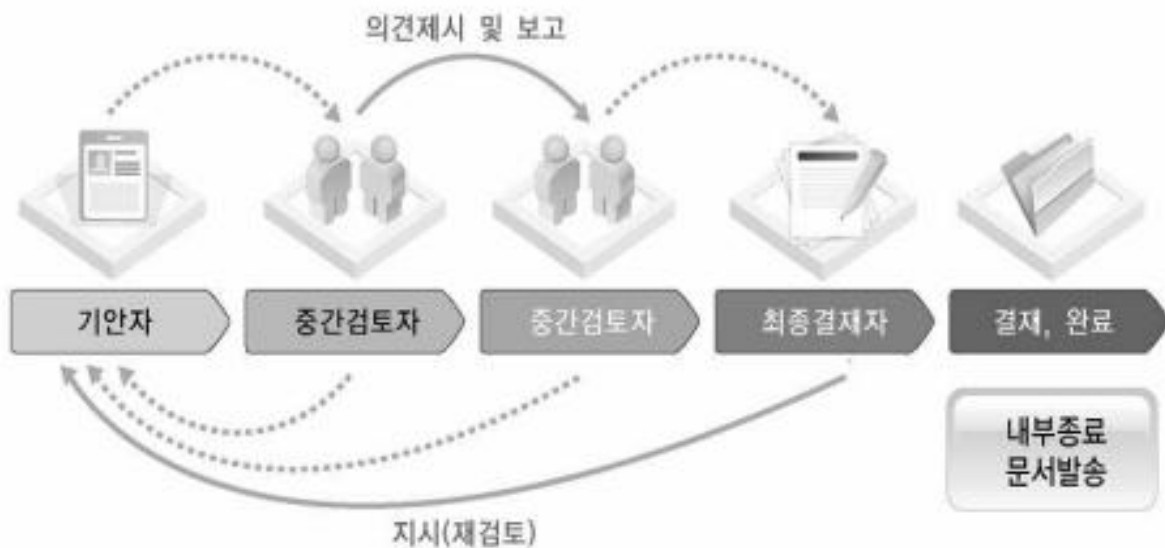 의견제시 및 보고
기안자
중간검토자
중간검토자
최종결재자
결재, 완료
내부종료
문서발송
지시(재검토)